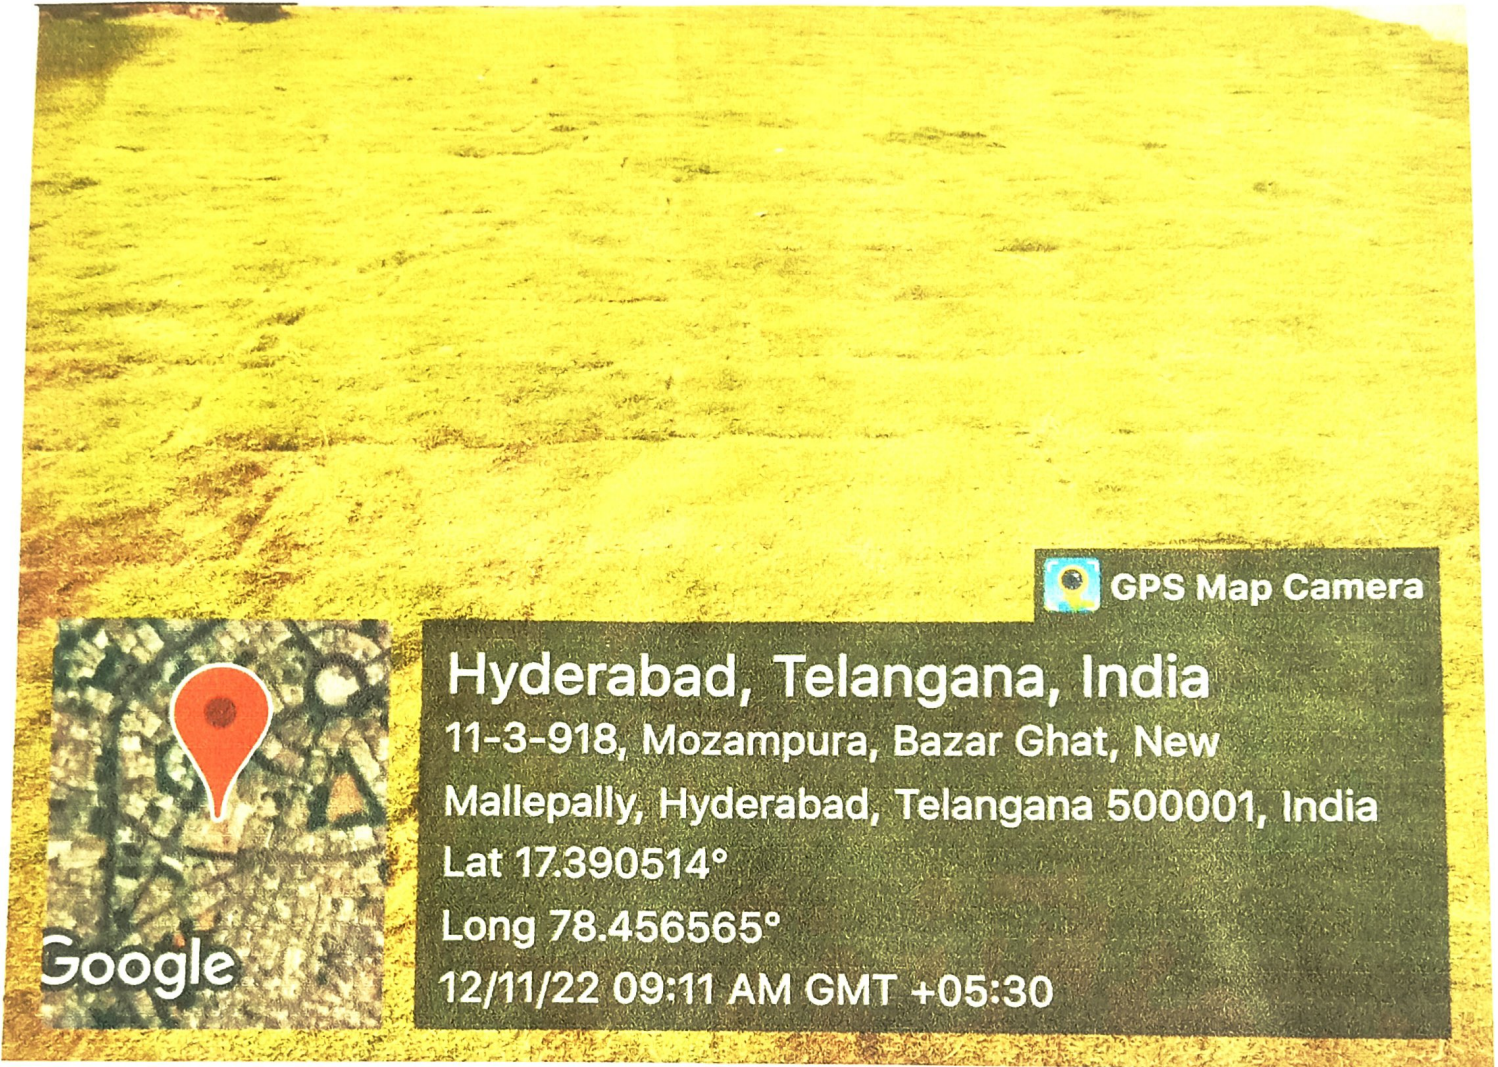 GPS Map Camera
Hyderabad, Telangana, India
11-3-918, Mozampura, Bazar Ghat, New
Mallepally, Hyderabad, Telangana 500001, India
Lat 17.390514°
Long 78.456565°
12/11/22 09:11 AM GMT +05:30
Google